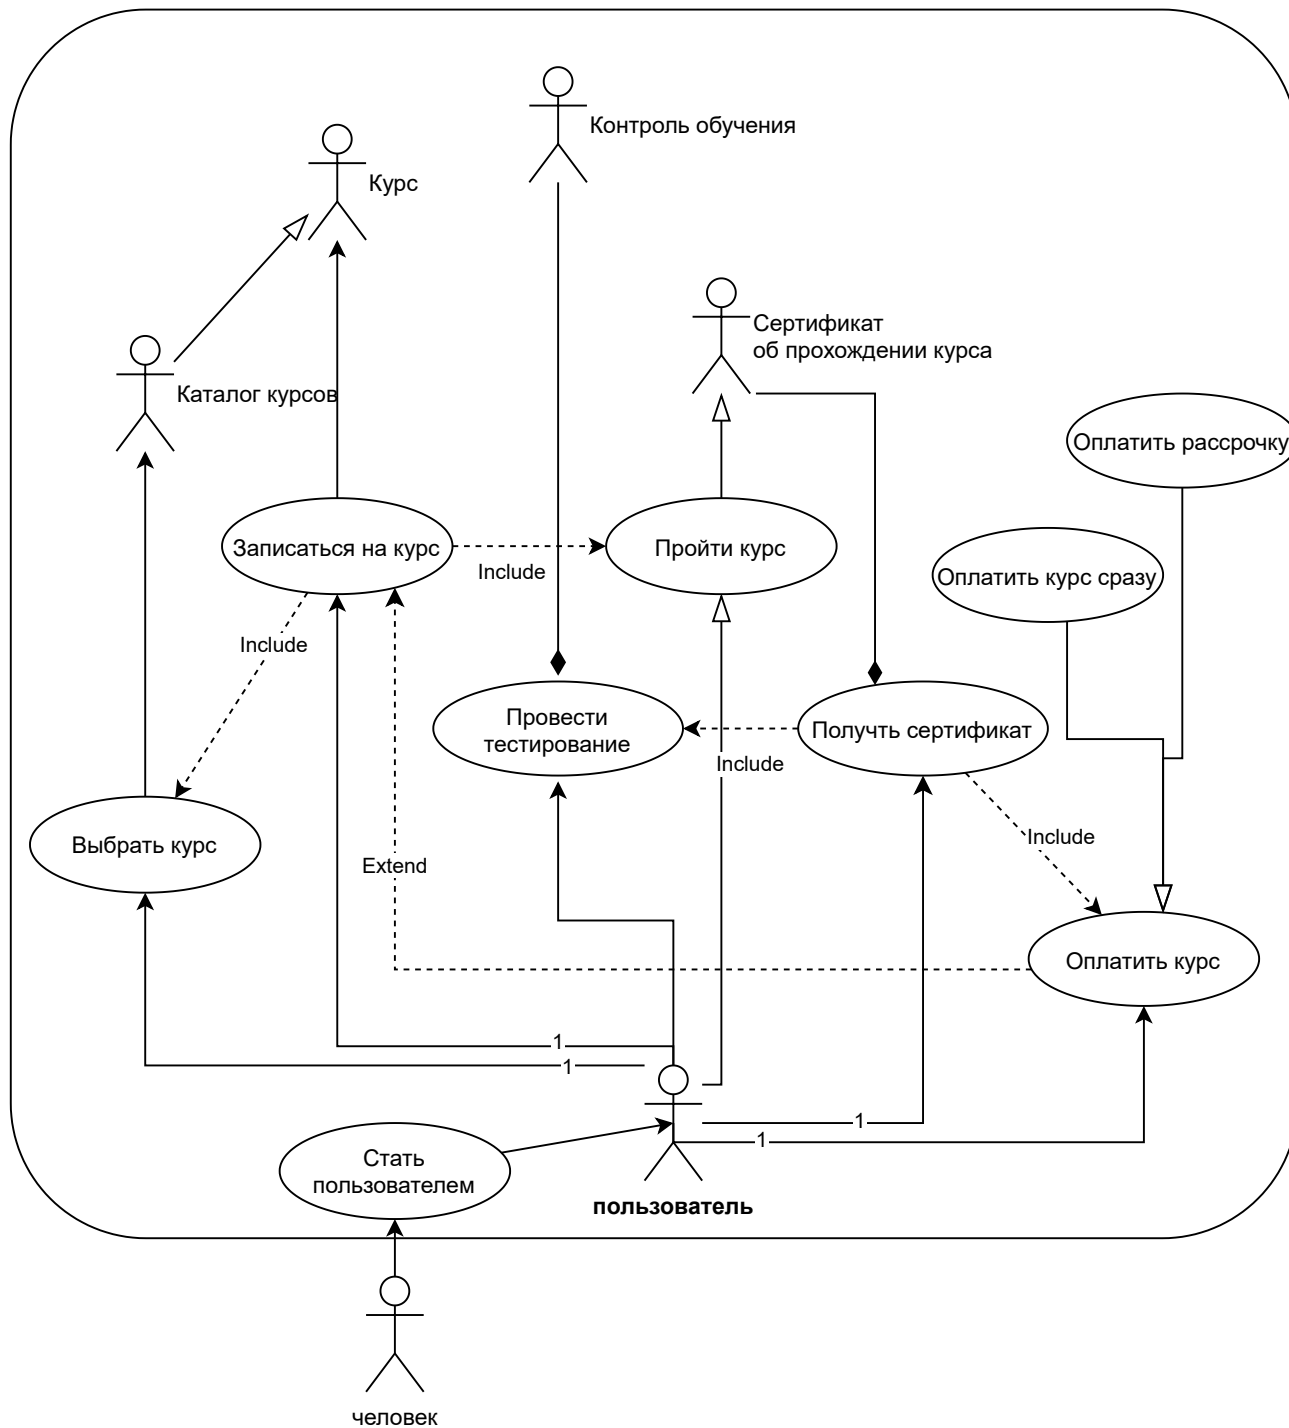 Контроль обучения
Курс
Сертификат
об прохождении курса
Каталог курсов
Оплатить рассрочку
Записаться на курс
Include
Пройти курс
Оплатить курс сразу
Include
Провести
тестирование
Получть сертификат
Include
Выбрать курс
Extend
Include
Оплатить курс
1
1
1
1
Стать
пользователем
пользователь
человек